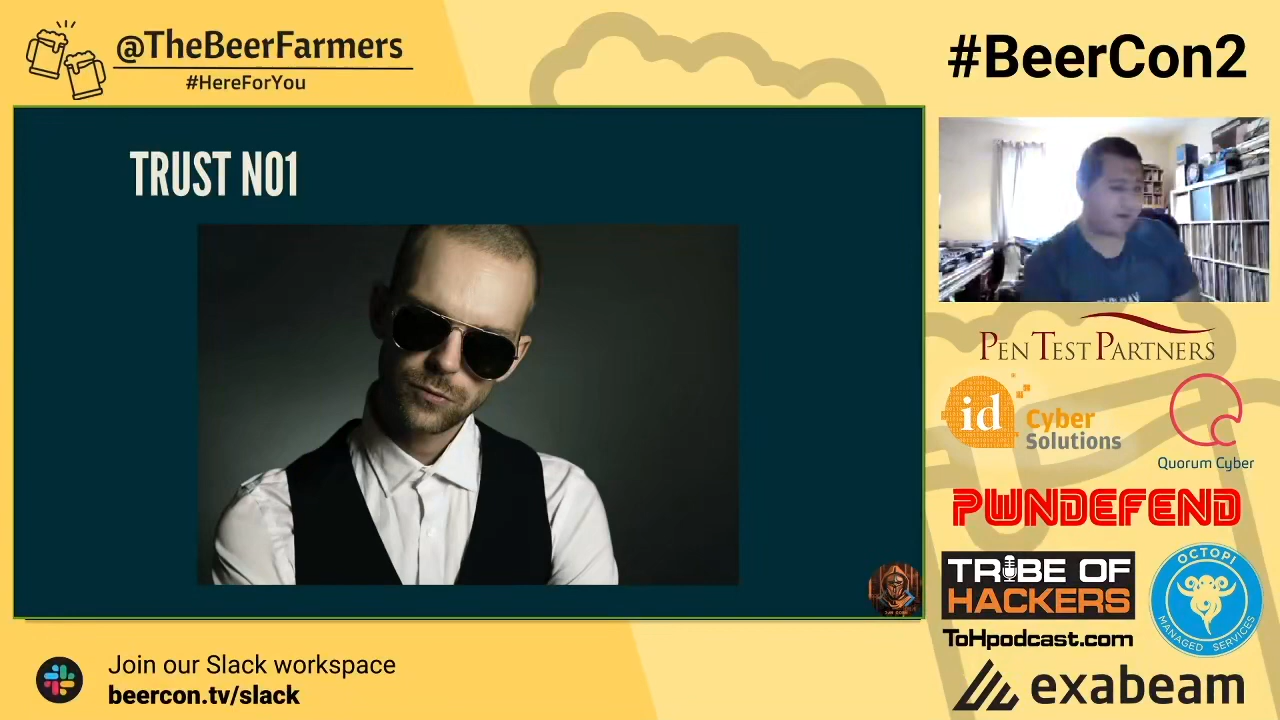 @TheBeerFarmers
#HereForYou
#BeerCon2
TRUST NO1
PEN TEST PARTNERS
id Cyber
Solutions
Quorum Cyber
PWNDEFEND
TRIBE OF
HACKERS
ToHpodcast.com
OCTOPI
MANAGED SERVICES
exabeam
Join our Slack workspace
beercon.tv/slack